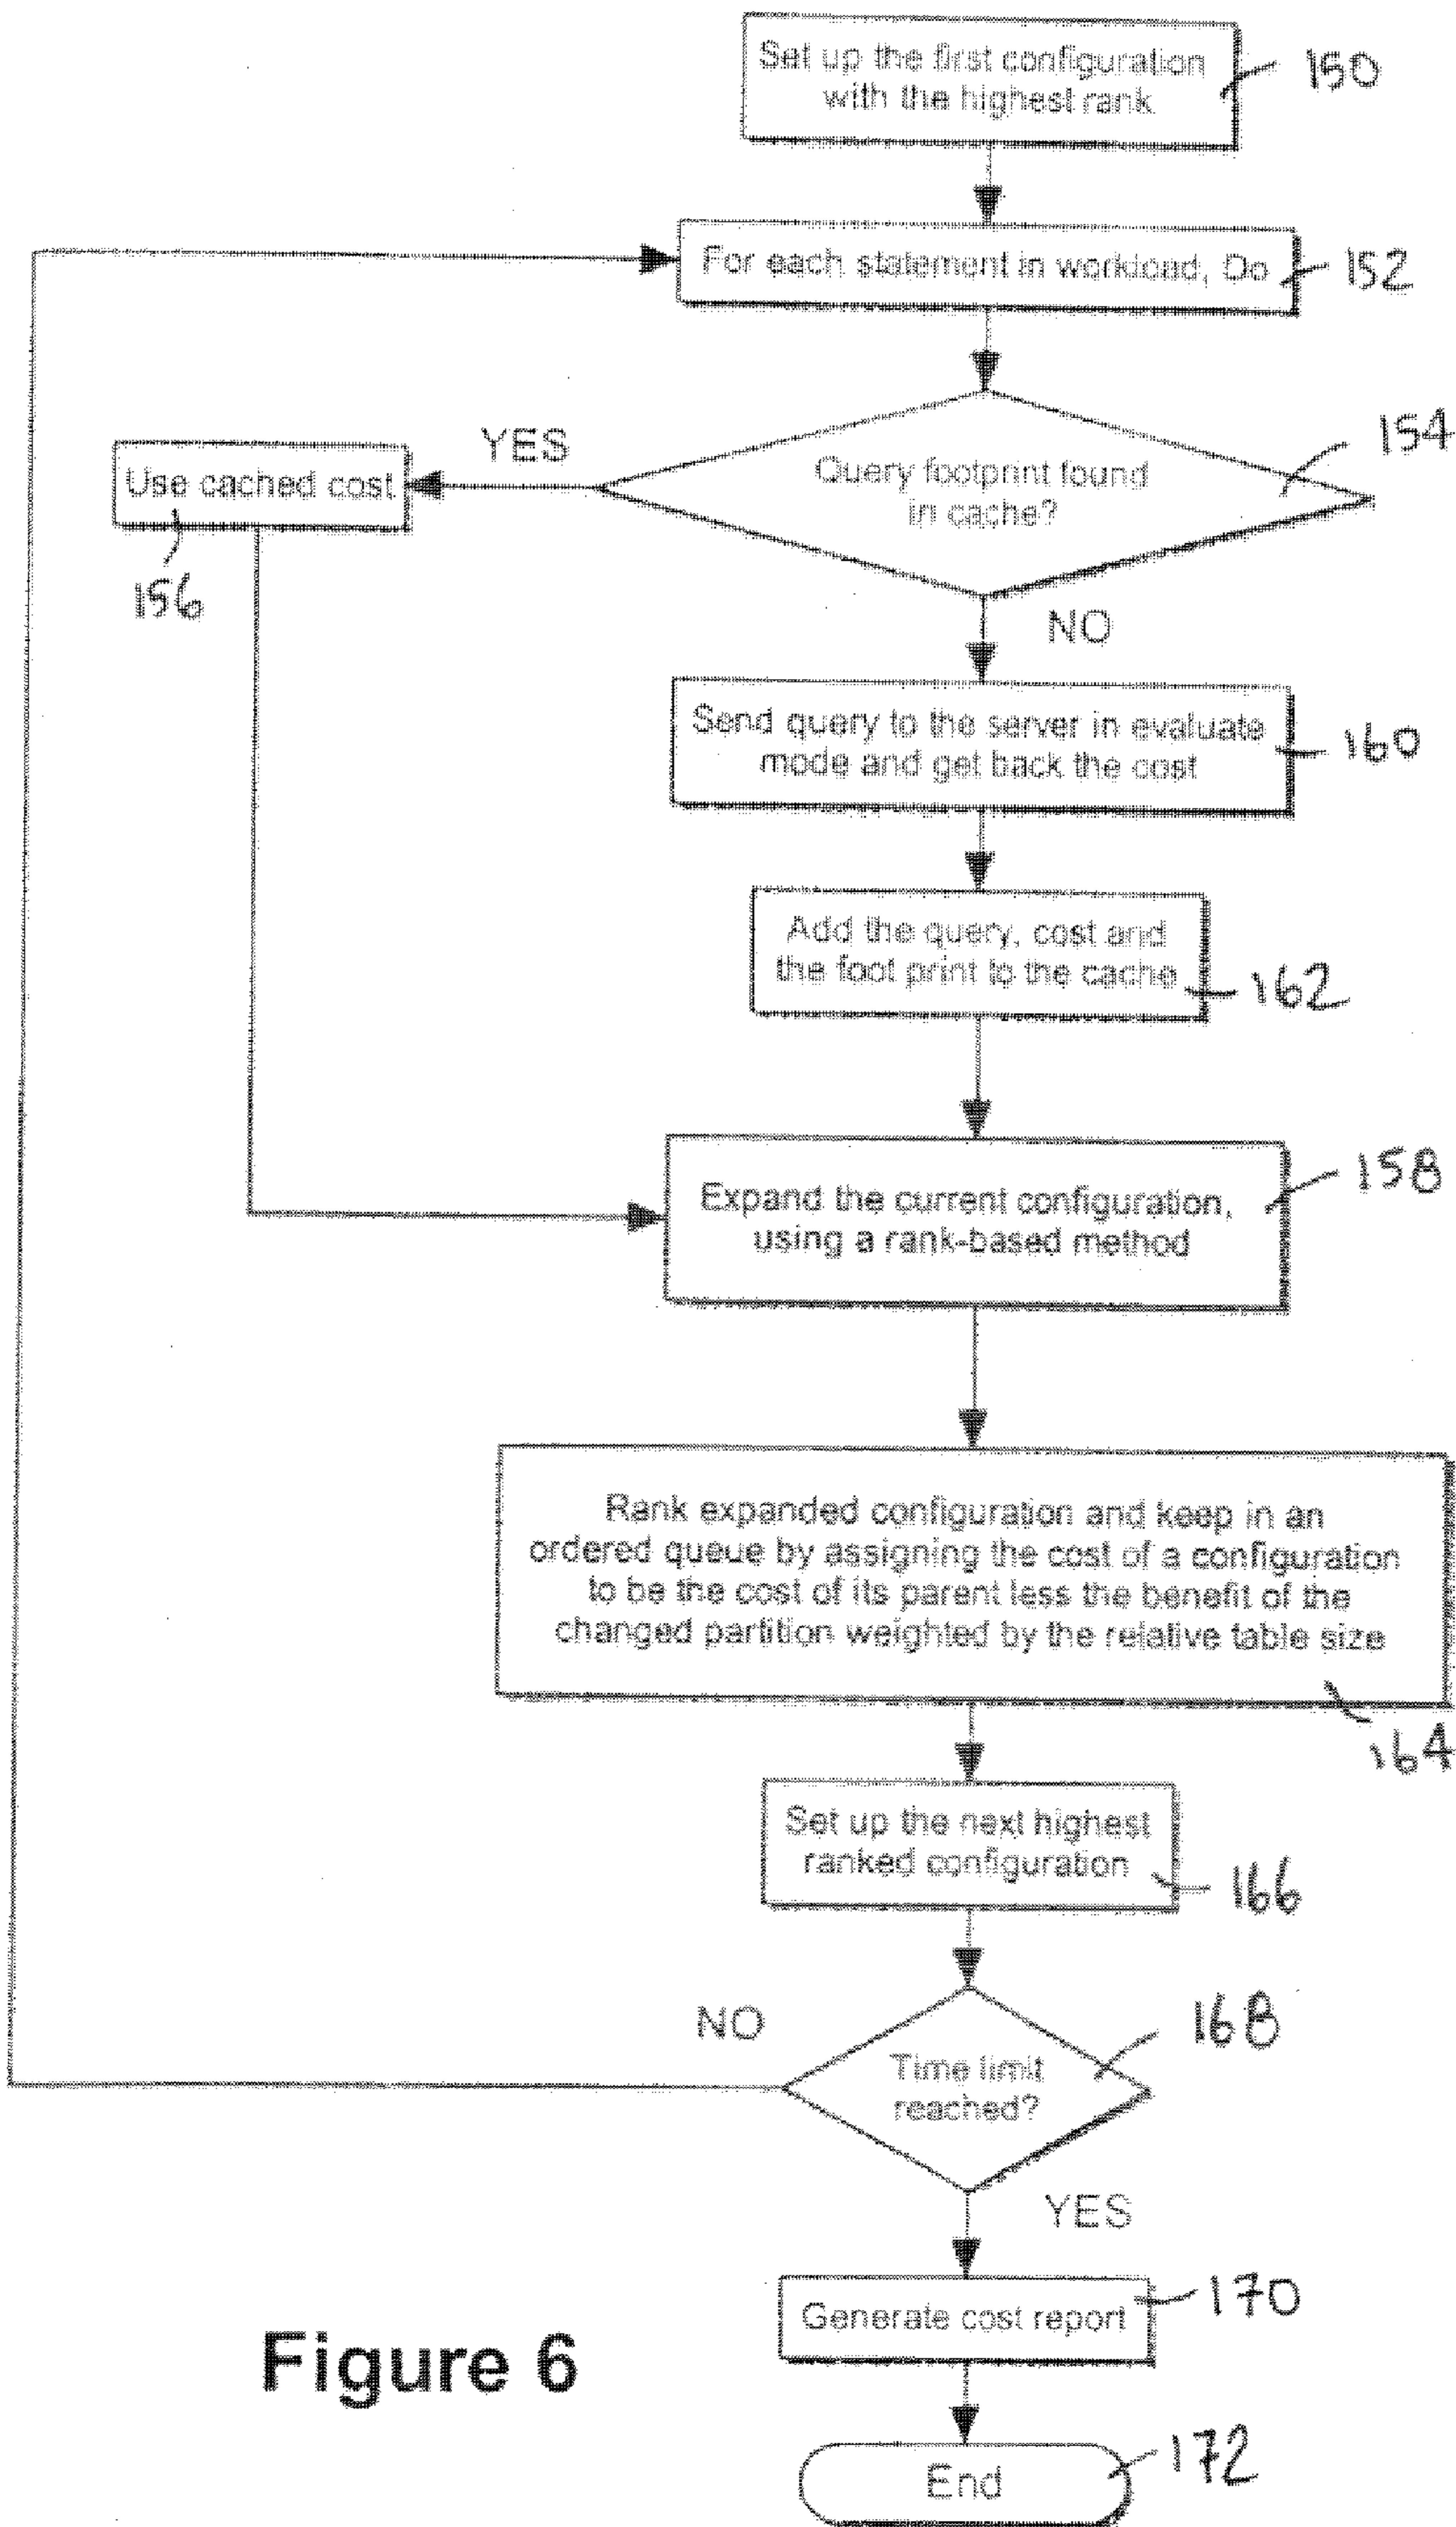 Set up the first configuration
with the highest rank
150
For each statement in workload, Do
152
YES
Use cached cost
156
Query footprint found
in cache?
154
NO
Send query to the server in evaluate
mode and get back the cost
160
Add the query, cost and
the foot print to the cache
162
Expand the current configuration,
using a rank-based method
158
Rank expanded configuration and keep in an
ordered queue by assigning the cost of a configuration
to be the cost of its parent less the benefit of the
changed partition weighted by the relative table size
164
Set up the next highest
ranked configuration
166
NO
Time limit
reached?
168
YES
Generate cost report
170
Figure 6
End
172